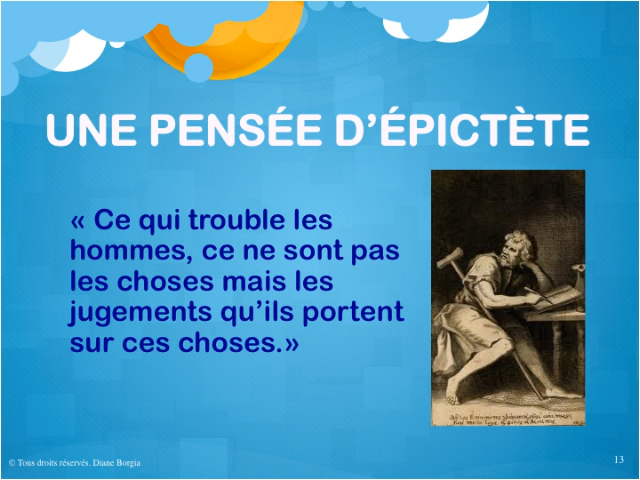 UNE PENSÉE D’ÉPICTÈTE
« Ce qui trouble les
hommes, ce ne sont pas
les choses mais les
jugements qu’ils portent
sur ces choses.»
© Tous droits réservés. Diane Borgia
13